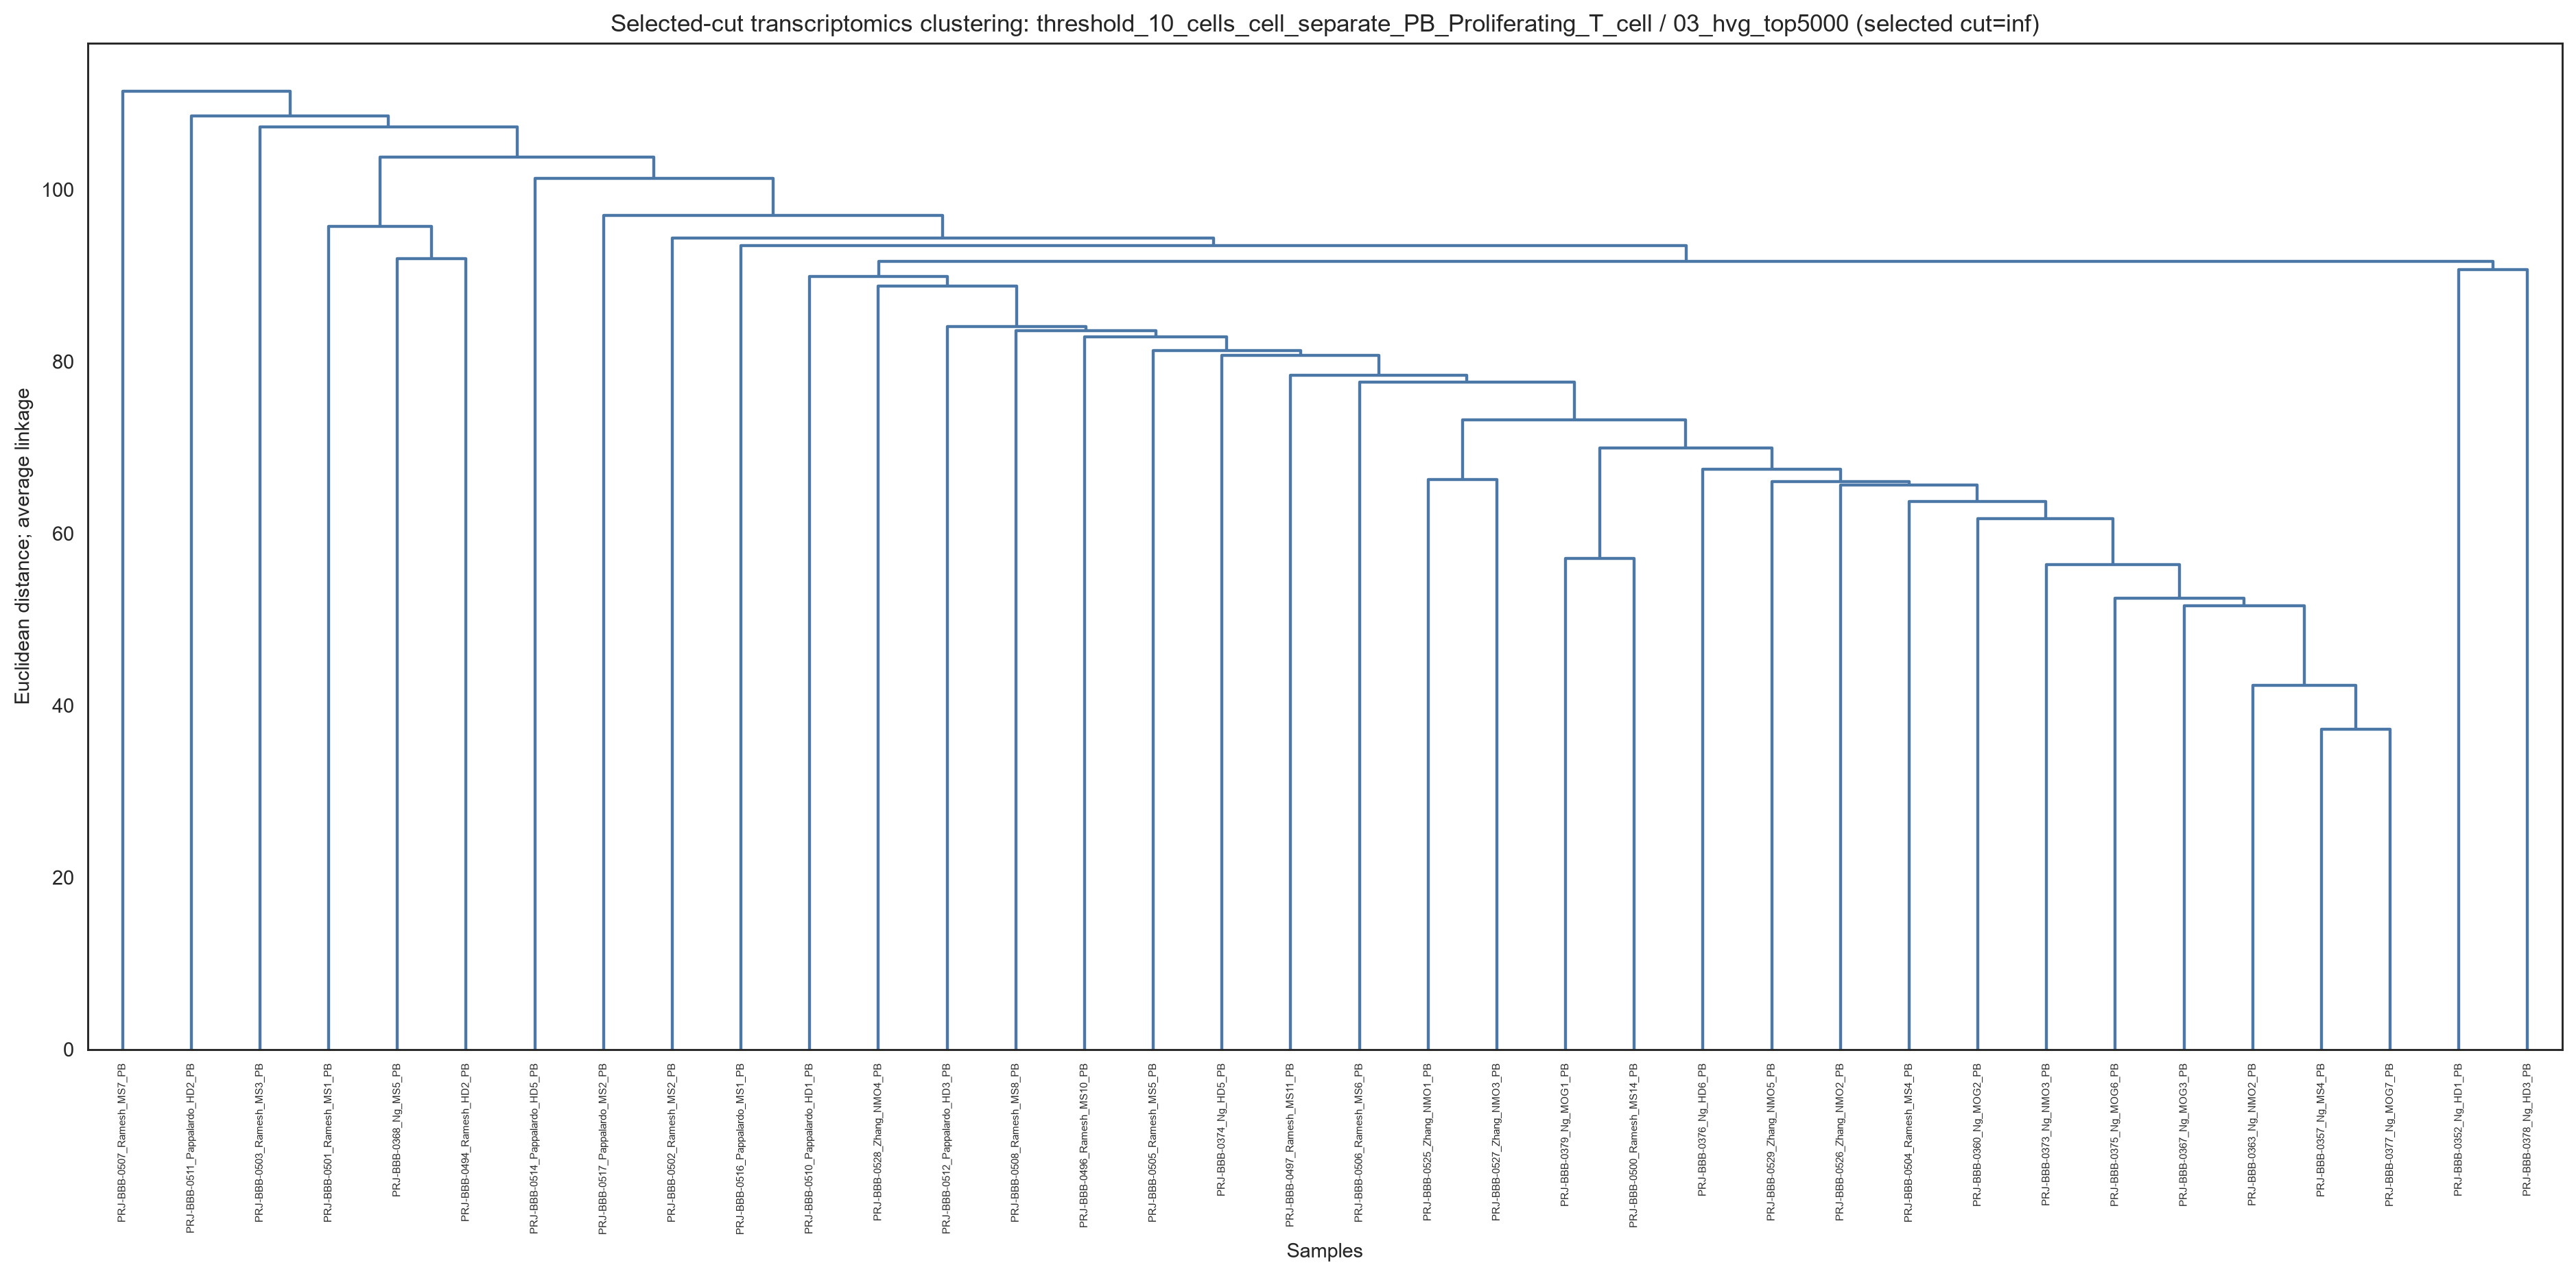 Selected-cut transcriptomics clustering: threshold_10_cells_cell_separate_PB_Proliferating_T_cell / 03_hvg_top5000 (selected cut=inf)
Euclidean distance; average linkage
100
80
60
40
20
0
PRJ-BBB-0507_Ramesh_MS7_PB
PRJ-BBB-0511_Pappalardo_HD2_PB
PRJ-BBB-0503_Ramesh_MS3_PB
PRJ-BBB-0501_Ramesh_MS1_PB
PRJ-BBB-0368_Ng_MS5_PB
PRJ-BBB-0494_Ramesh_HD2_PB
PRJ-BBB-0514_Pappalardo_HD5_PB
PRJ-BBB-0517_Pappalardo_MS2_PB
PRJ-BBB-0502_Ramesh_MS2_PB
PRJ-BBB-0516_Pappalardo_MS1_PB
PRJ-BBB-0510_Pappalardo_HD1_PB
PRJ-BBB-0528_Zhang_NMO4_PB
PRJ-BBB-0512_Pappalardo_HD3_PB
PRJ-BBB-0508_Ramesh_MS8_PB
PRJ-BBB-0496_Ramesh_MS10_PB
PRJ-BBB-0505_Ramesh_MS5_PB
PRJ-BBB-0374_Ng_HD5_PB
PRJ-BBB-0497_Ramesh_MS11_PB
PRJ-BBB-0506_Ramesh_MS6_PB
PRJ-BBB-0525_Zhang_NMO1_PB
PRJ-BBB-0527_Zhang_NMO3_PB
PRJ-BBB-0379_Ng_MOG1_PB
PRJ-BBB-0500_Ramesh_MS14_PB
PRJ-BBB-0376_Ng_HD6_PB
PRJ-BBB-0529_Zhang_NMO5_PB
PRJ-BBB-0526_Zhang_NMO2_PB
PRJ-BBB-0504_Ramesh_MS4_PB
PRJ-BBB-0360_Ng_MOG2_PB
PRJ-BBB-0373_Ng_NMO3_PB
PRJ-BBB-0375_Ng_MOG6_PB
PRJ-BBB-0367_Ng_MOG3_PB
PRJ-BBB-0363_Ng_NMO2_PB
PRJ-BBB-0357_Ng_MS4_PB
PRJ-BBB-0377_Ng_MOG7_PB
PRJ-BBB-0352_Ng_HD1_PB
PRJ-BBB-0378_Ng_HD3_PB
Samples